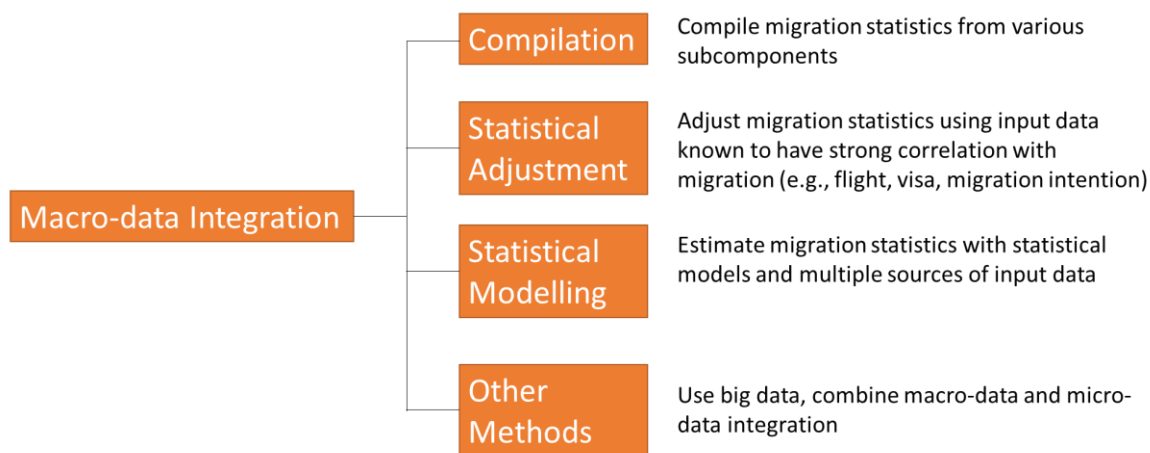 Macro-data Integration
Compilation
Compile migration statistics from various
subcomponents
Statistical
Adjustment
Adjust migration statistics using input data
known to have strong correlation with
migration (e.g., flight, visa, migration intention)
Statistical
Modelling
Estimate migration statistics with statistical
models and multiple sources of input data
Other
Methods
Use big data, combine macro-data and micro-
data integration